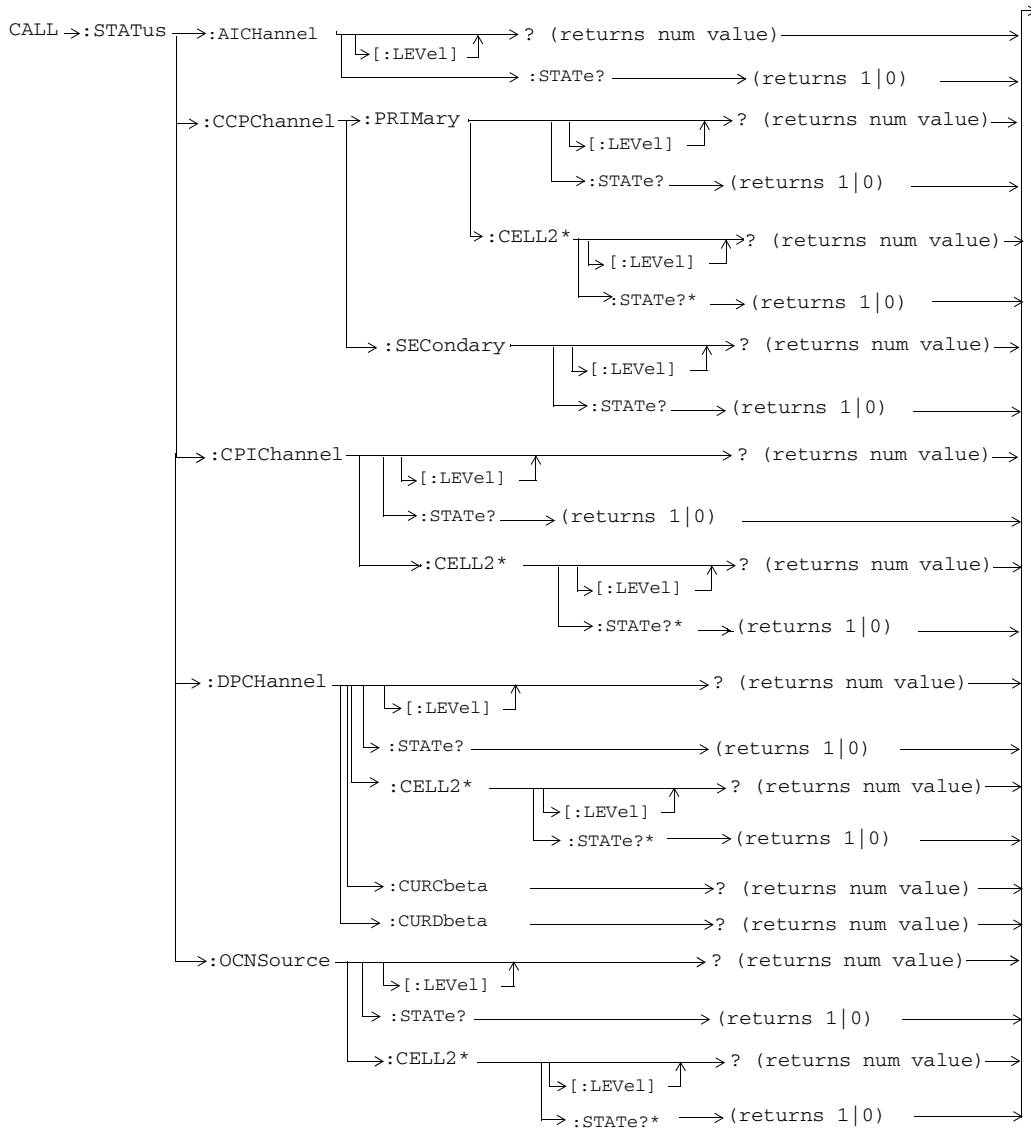 CALL :STATus :AICHannel ? (returns num value)
[:LEVel]
:STATe? (returns 1|0)
:CCPChannel :PRIMary ? (returns num value)
[:LEVel]
:STATe? (returns 1|0)
:CELL2* ? (returns num value)
[:LEVel]
:STATe?* (returns 1|0)
:SECondary ? (returns num value)
[:LEVel]
:STATe? (returns 1|0)
:CPIChannel ? (returns num value)
[:LEVel]
:STATe? (returns 1|0)
:CELL2* ? (returns num value)
[:LEVel]
:STATe?* (returns 1|0)
:DPCHannel ? (returns num value)
[:LEVel]
:STATe? (returns 1|0)
:CELL2* ? (returns num value)
[:LEVel]
:STATe?* (returns 1|0)
:CURCbeta ? (returns num value)
:CURDbeta ? (returns num value)
:OCNSource ? (returns num value)
[:LEVel]
:STATe? (returns 1|0)
:CELL2* ? (returns num value)
[:LEVel]
:STATe?* (returns 1|0)